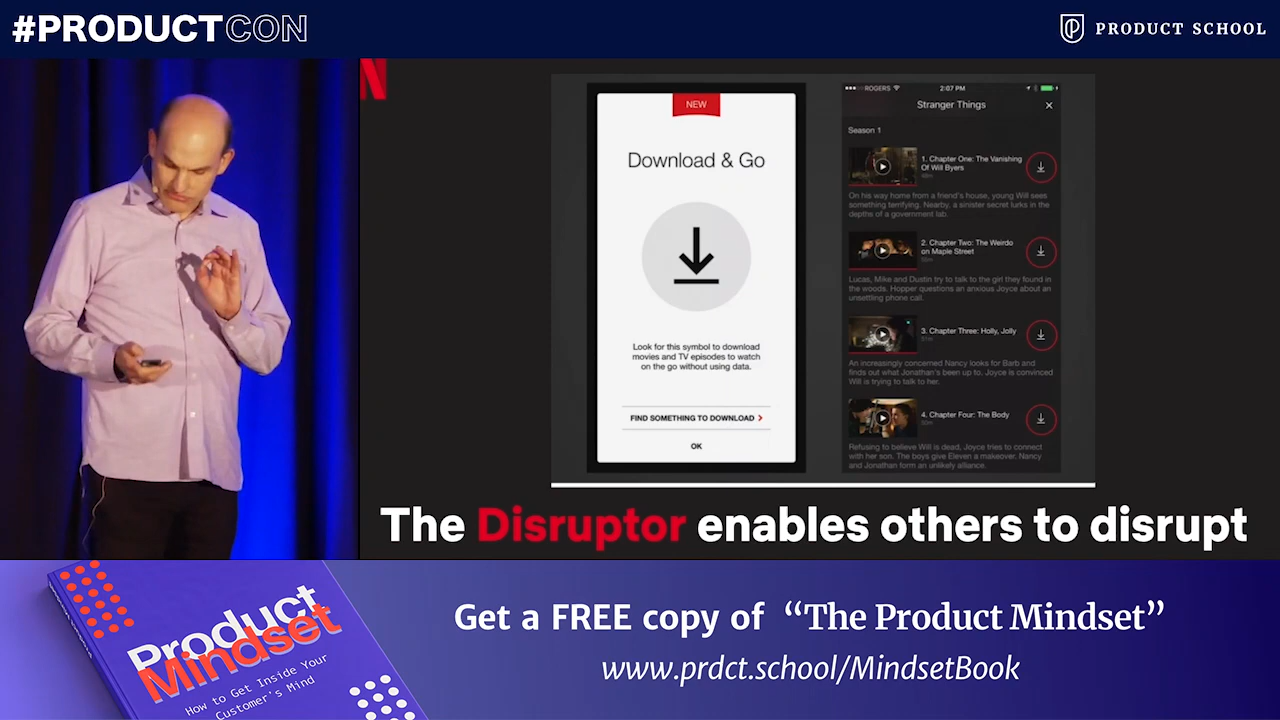 #PRODUCTCON
PRODUCT SCHOOL
N
NEW
Download & Go
Look for this symbol to download
movies and TV episodes to watch
on the go without using data.
FIND SOMETHING TO DOWNLOAD >
OK
ROGERS
2:07 PM
Stranger Things
Season 1
1. Chapter One: The Vanishing
Of Will Byers
On his way home from a friend's house, young Will sees
something terrifying. Nearby, a sinister secret lurks in the
depths of a government lab.
2. Chapter Two: The Weirdo
on Maple Street
Lucas, Mike and Dustin try to talk to the girl they found in
the woods. Hopper questions an anxious Joyce about an
unsettling phone call.
3. Chapter Three: Holly, Jolly
An increasingly concerned Nancy looks for Barb and
finds out what Jonathan's been up to. Joyce is convinced
Will is trying to talk to her.
4. Chapter Four: The Body
Refusing to believe Will is dead, Joyce tries to connect
with her son. The boys give Eleven a makeover. Nancy
and Jonathan form an unlikely alliance.
The Disruptor enables others to disrupt
Product
Mindset
How to Get Inside Your
Customer's Mind
Get a FREE copy of “The Product Mindset”
www.prdct.school/MindsetBook